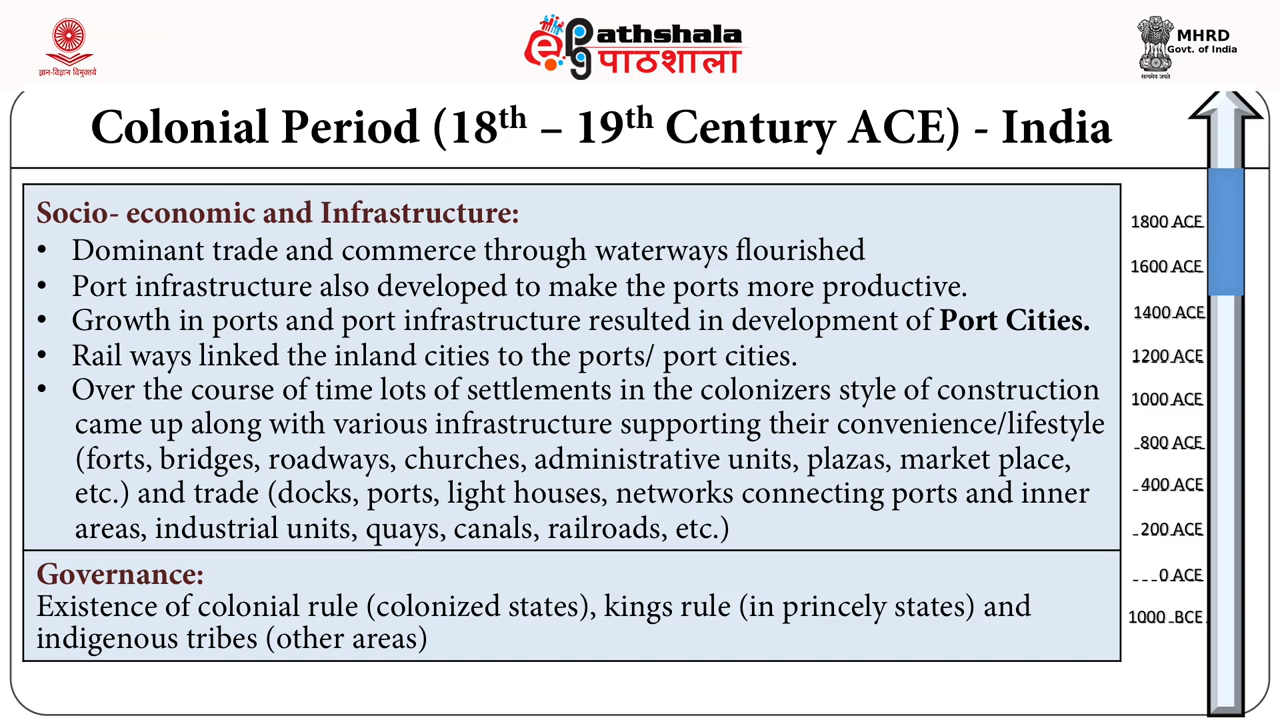 ज्ञान-विज्ञान विमुक्तये
ePathshala
पाठशाला
MHRD
Govt. of India
सत्यमेव जयते
Colonial Period (18th – 19th Century ACE) - India
Socio- economic and Infrastructure:
• Dominant trade and commerce through waterways flourished
• Port infrastructure also developed to make the ports more productive.
• Growth in ports and port infrastructure resulted in development of Port Cities.
• Rail ways linked the inland cities to the ports/ port cities.
• Over the course of time lots of settlements in the colonizers style of construction
came up along with various infrastructure supporting their convenience/lifestyle
(forts, bridges, roadways, churches, administrative units, plazas, market place,
etc.) and trade (docks, ports, light houses, networks connecting ports and inner
areas, industrial units, quays, canals, railroads, etc.)
Governance:
Existence of colonial rule (colonized states), kings rule (in princely states) and
indigenous tribes (other areas)
1800 ACE
1600 ACE
1400 ACE
1200 ACE
1000 ACE
800 ACE
400 ACE
200 ACE
0 ACE
1000 BCE